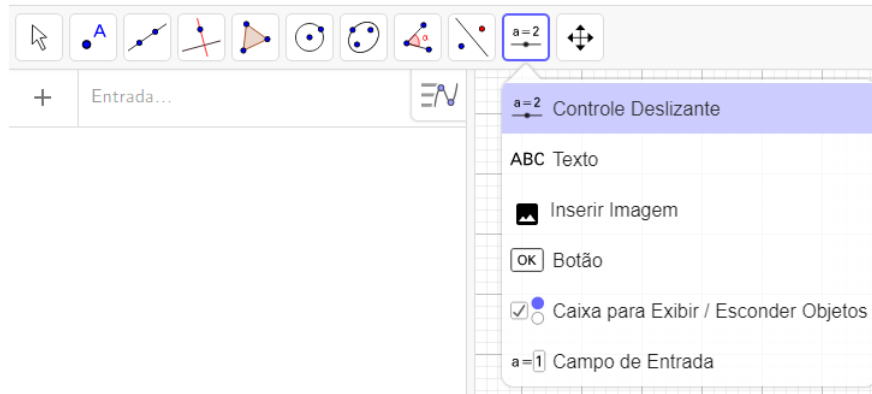 A
α
a=2
+
Entrada...
a=2 Controle Deslizante
ABC Texto
Inserir Imagem
OK Botão
Caixa para Exibir / Esconder Objetos
a=1 Campo de Entrada